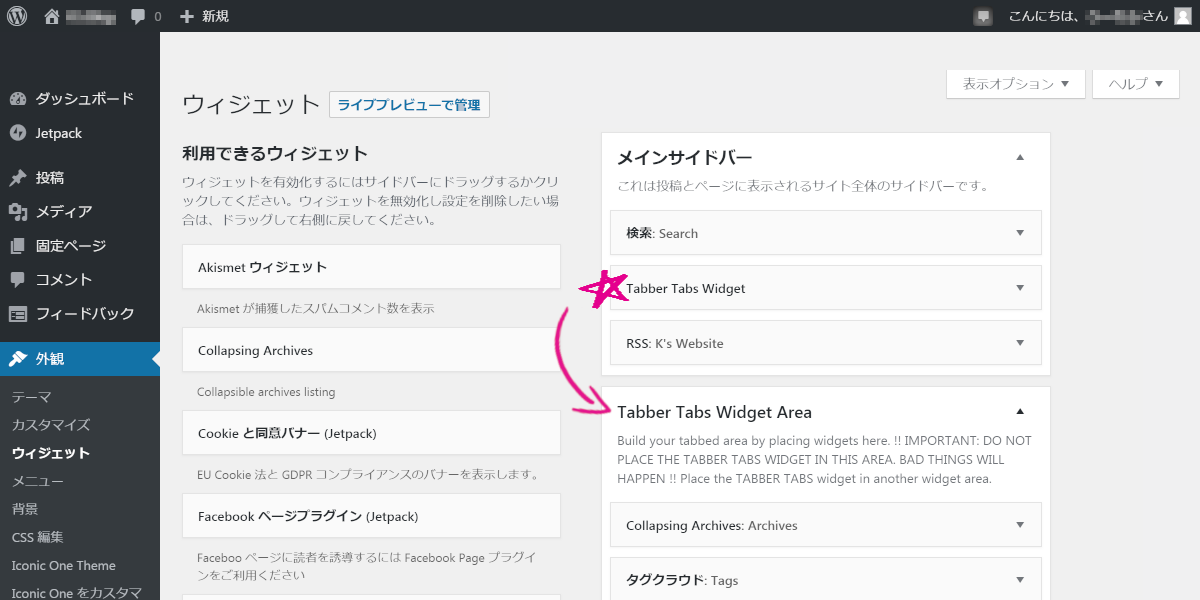 0
新規
こんにちは、
さん
ダッシュボード
Jetpack
投稿
メディア
固定ページ
コメント
フィードバック
外観
テーマ
カスタマイズ
ウィジェット
メニュー
背景
CSS 編集
Iconic One Theme
Iconic One をカスタマ
表示オプション ▼
ヘルプ ▼
ウィジェット
ライブプレビューで管理
利用できるウィジェット
ウィジェットを有効化するにはサイドバーにドラッグするかクリ
ックしてください。ウィジェットを無効化し設定を削除したい場
合は、ドラッグして右側に戻してください。
Akismet ウィジェット
Akismet が捕獲したスパムコメント数を表示
Collapsing Archives
Collapsible archives listing
Cookie と同意バナー (Jetpack)
EU Cookie 法と GDPR コンプライアンスのバナーを表示します。
Facebook ページプラグイン (Jetpack)
Faceboo ページに読者を誘導するには Facebook Page プラグイ
ンをご利用ください
メインサイドバー
これは投稿とページに表示されるサイト全体のサイドバーです。
検索: Search
Tabber Tabs Widget
RSS: K's Website
Tabber Tabs Widget Area
Build your tabbed area by placing widgets here. !! IMPORTANT: DO NOT
PLACE THE TABBER TABS WIDGET IN THIS AREA. BAD THINGS WILL
HAPPEN !! Place the TABBER TABS widget in another widget area.
Collapsing Archives: Archives
タグクラウド: Tags